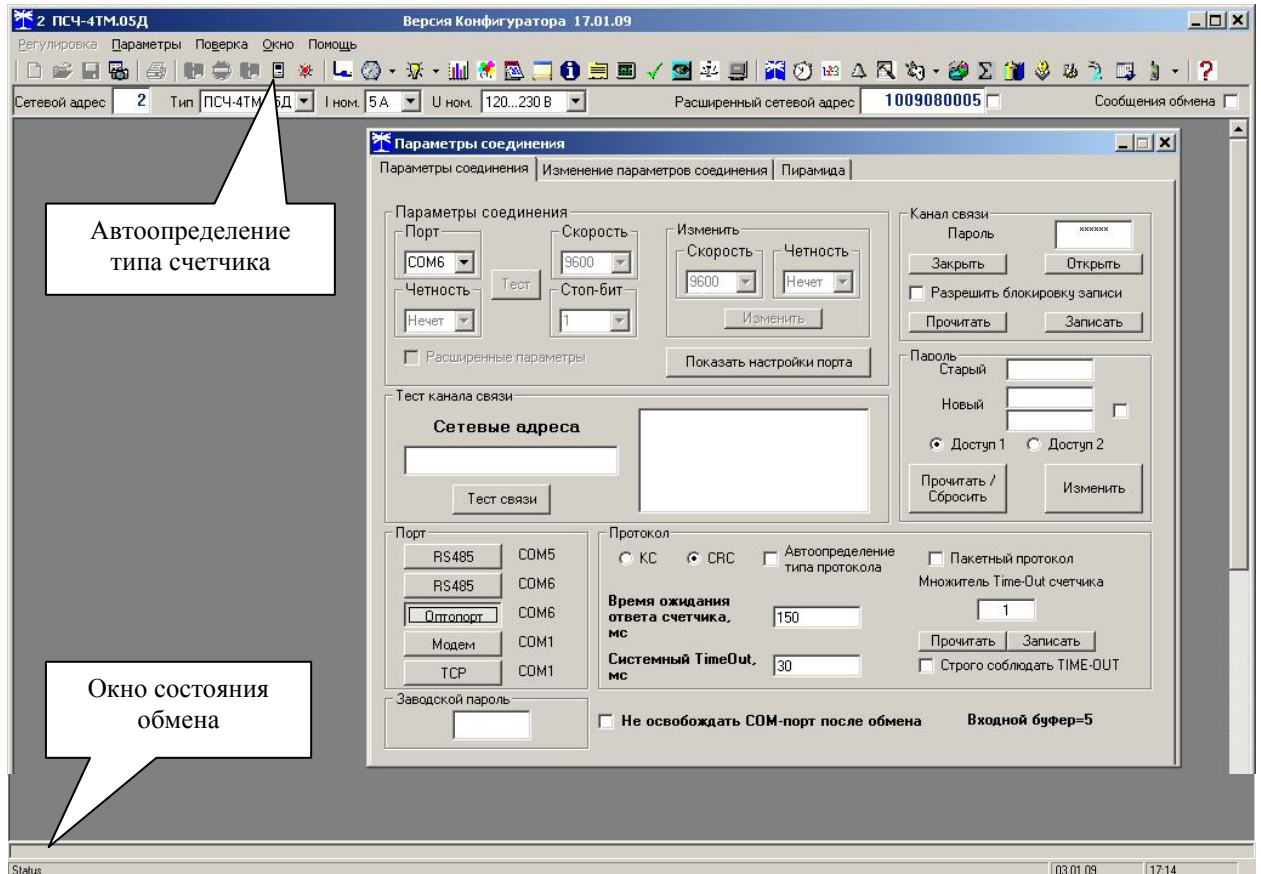 2 ПСЧ-4ТМ.05Д Версия Конфигуратора 17.01.09
Регулировка Параметры Поверка Окно Помощь
Сетевой адрес 2 Тип ПСЧ-4ТМ 5Д I ном. 5 А U ном. 120...230 В Расширенный сетевой адрес 1009080005 Сообщения обмена
Автоопределение
типа счетчика
Параметры соединения
Параметры соединения Изменение параметров соединения Пирамида
Параметры соединения
Порт Скорость
COM6 9600
Тест
Четность Стоп-бит
Нечет 1
Расширенные параметры
Изменить
Скорость Четность
9600 Нечет
Изменить
Показать настройки порта
Канал связи
Пароль ******
Закрыть Открыть
Разрешить блокировку записи
Прочитать Записать
Пароль
Старый
Новый
Доступ 1 Доступ 2
Прочитать /
Сбросить
Изменить
Тест канала связи
Сетевые адреса
Тест связи
Порт
RS485 COM5
RS485 COM6
Оптопорт COM6
Модем COM1
TCP COM1
Протокол
КС CRC Автоопределение
типа протокола
Пакетный протокол
Множитель Time-Out счетчика
1
Время ожидания
ответа счетчика,
мс
150
Прочитать Записать
Системный TimeOut,
мс
30
Строго соблюдать TIME-OUT
Заводской пароль
Не освобождать COM-порт после обмена Входной буфер=5
Окно состояния
обмена
Status 03.01.09 17:14